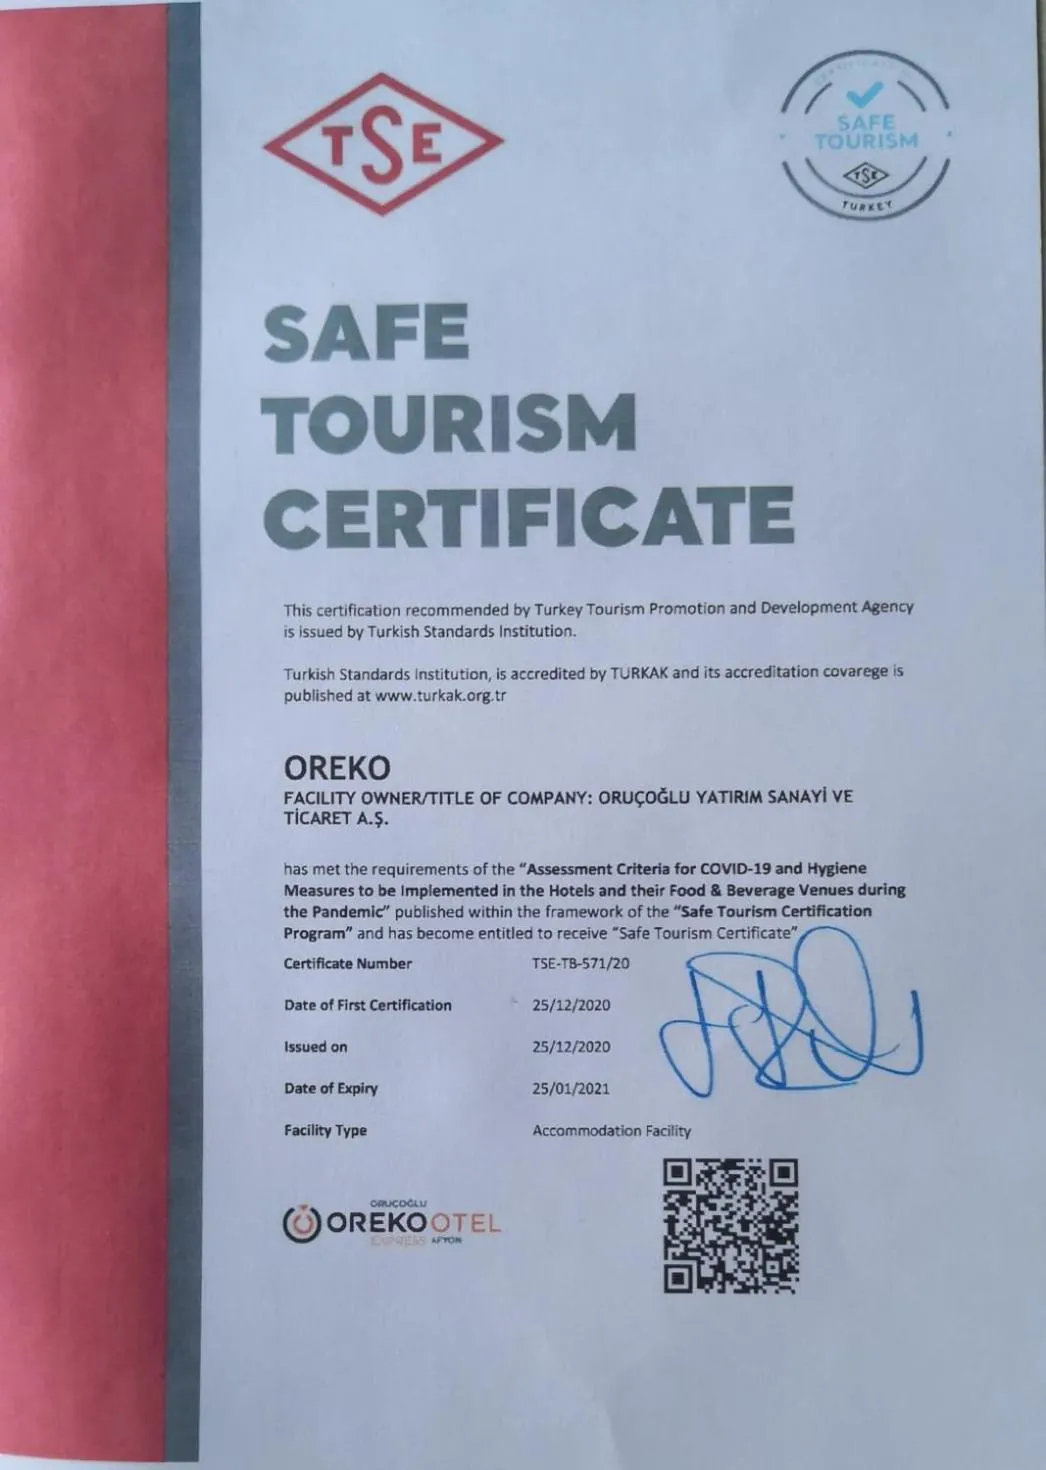 TSE
SAFE
TOURISM
TSE
TURKEY
SAFE
TOURISM
CERTIFICATE
This certification recommended by Turkey Tourism Promotion and Development Agency
is issued by Turkish Standards Institution.
Turkish Standards Institution, is accredited by TURKAK and its accreditation covarege is
published at www.turkak.org.tr
OREKO
FACILITY OWNER/TITLE OF COMPANY: ORUÇOĞLU YATIRIM SANAYİ VE
TİCARET A.Ş.
has met the requirements of the "Assessment Criteria for COVID-19 and Hygiene
Measures to be Implemented in the Hotels and their Food & Beverage Venues during
the Pandemic" published within the framework of the "Safe Tourism Certification
Program" and has become entitled to receive "Safe Tourism Certificate"
Certificate Number TSE-TB-571/20
Date of First Certification 25/12/2020
Issued on 25/12/2020
Date of Expiry 25/01/2021
Facility Type Accommodation Facility
ORUÇOĞLU
OREKO OTEL
EXPRESS AFYON